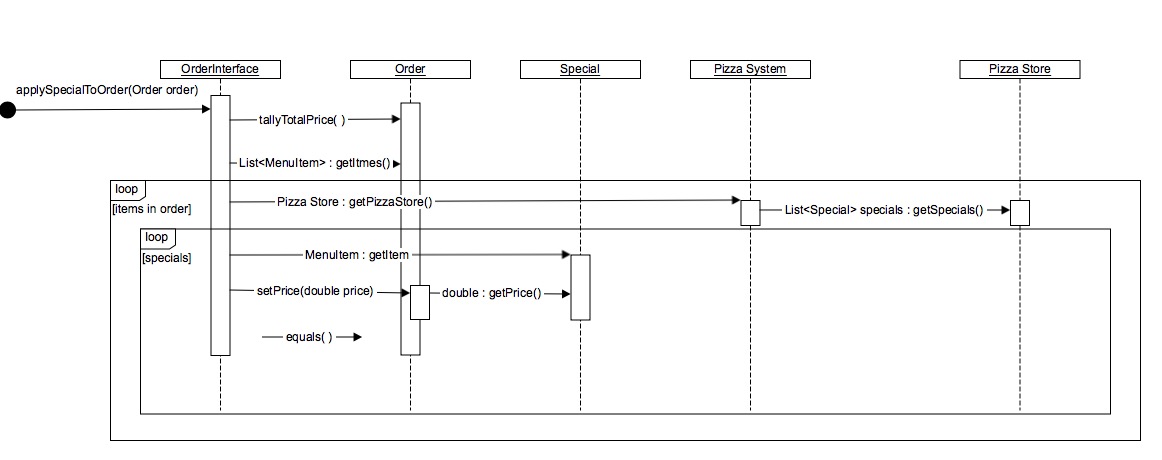 OrderInterface
Order
Special
Pizza System
Pizza Store
applySpecialToOrder(Order order)
tallyTotalPrice( )
List<MenuItem> : getItmes()
loop
[items in order]
Pizza Store : getPizzaStore()
List<Special> specials : getSpecials()
loop
[specials]
MenuItem : getItem
setPrice(double price)
double : getPrice()
equals( )